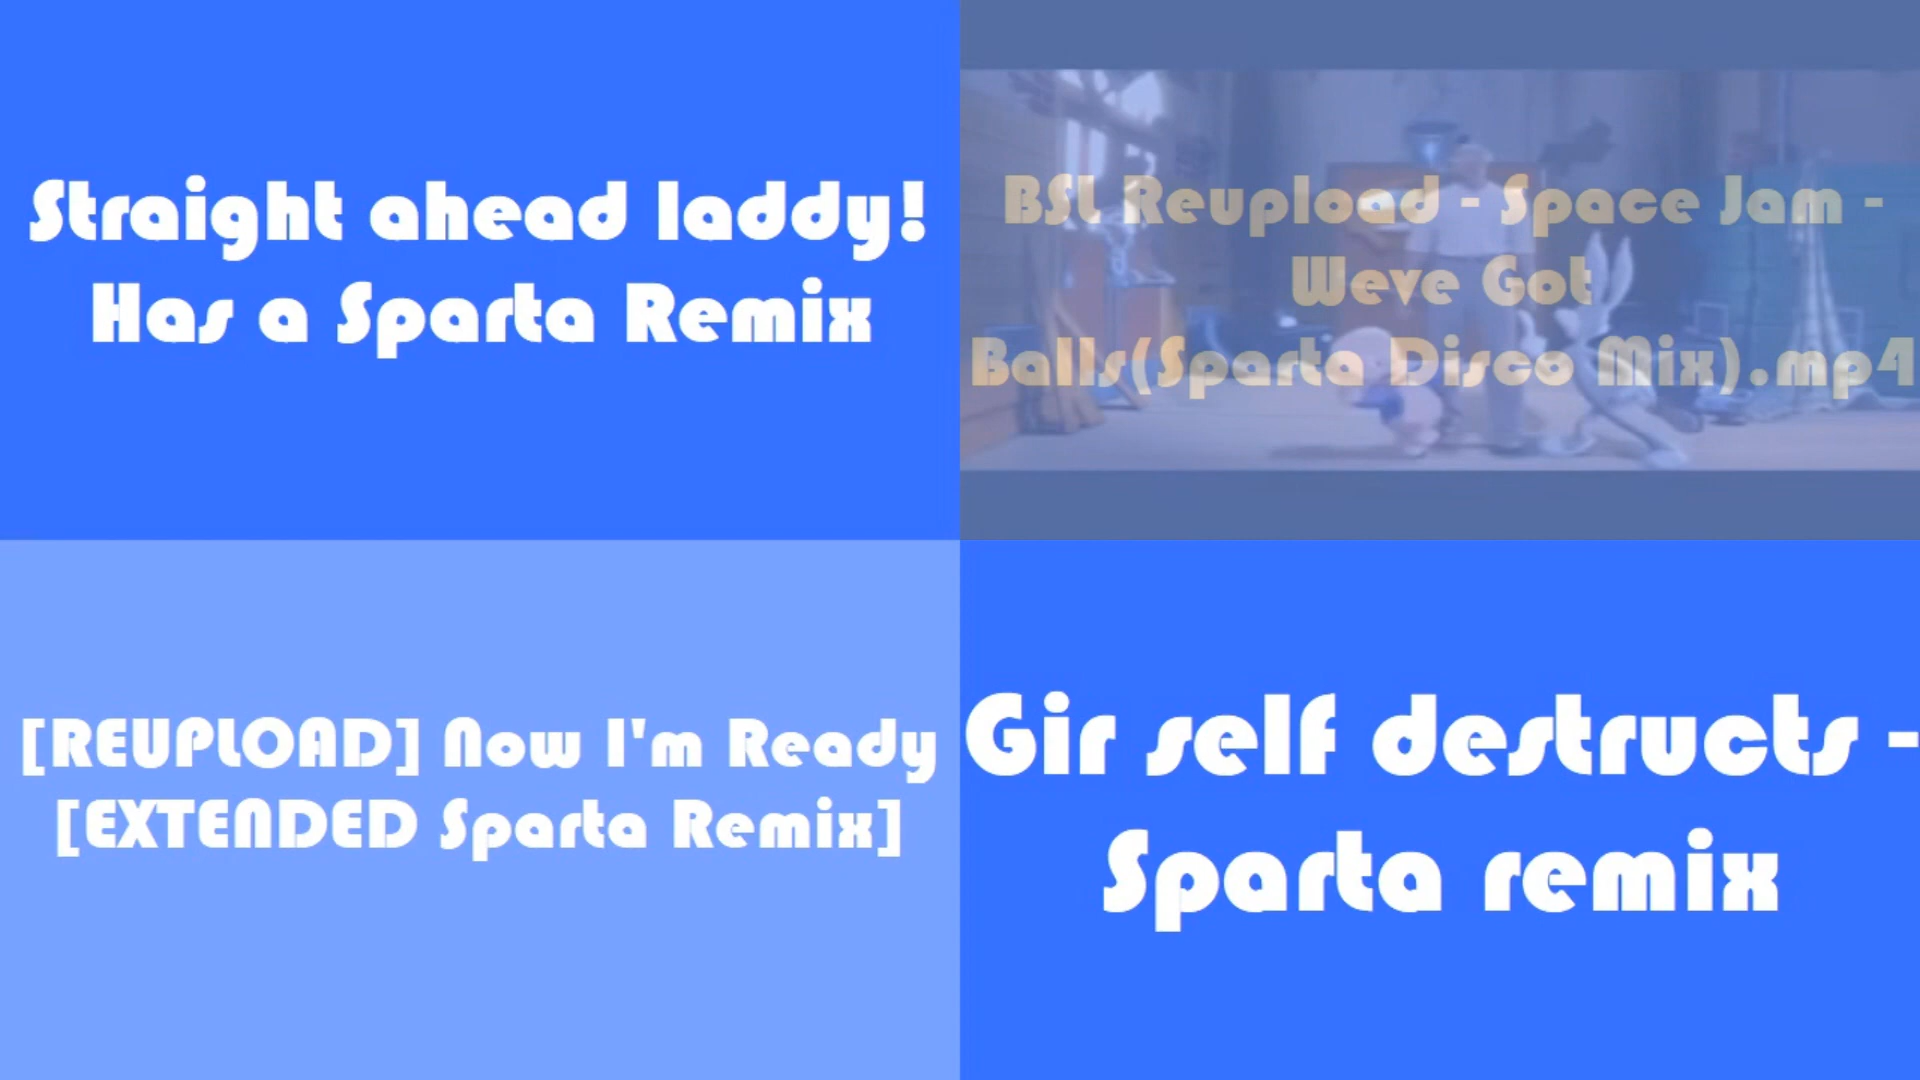 Straight ahead laddy!
Has a Sparta Remix
BSL Reupload - Space Jam -
Weve Got
Balls(Sparta Disco Mix).mp4
[REUPLOAD] Now I'm Ready
[EXTENDED Sparta Remix]
Gir self destructs -
Sparta remix